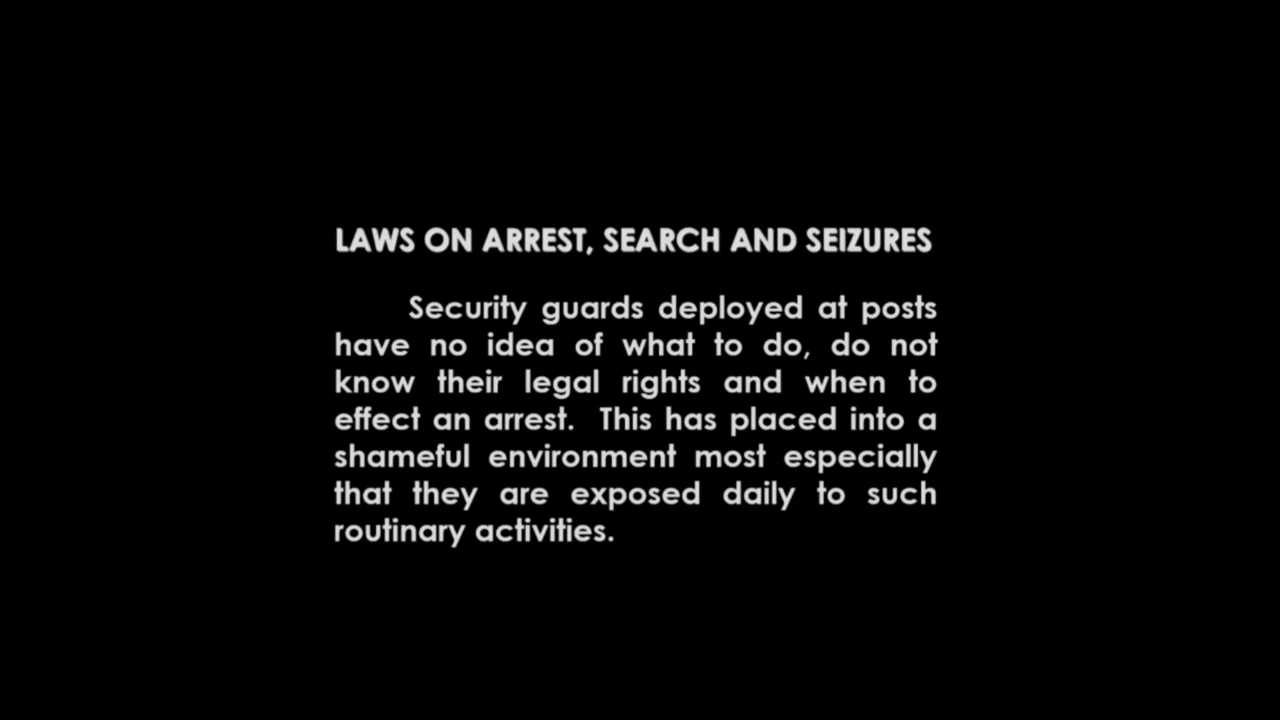 LAWS ON ARREST, SEARCH AND SEIZURES
Security guards deployed at posts
have no idea of what to do, do not
know their legal rights and when to
effect an arrest. This has placed into a
shameful environment most especially
that they are exposed daily to such
routinary activities.